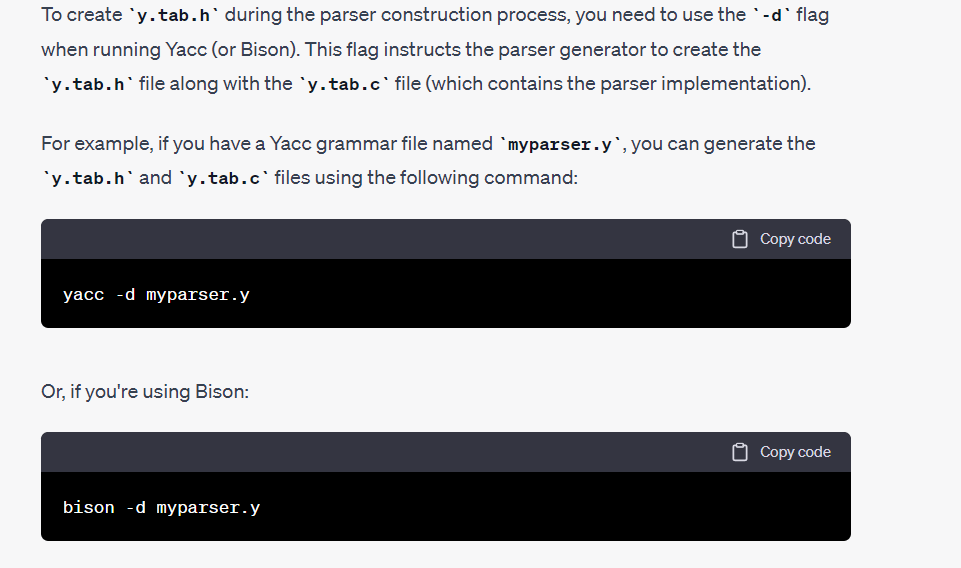 To create `y.tab.h` during the parser construction process, you need to use the `-d` flag
when running Yacc (or Bison). This flag instructs the parser generator to create the
`y.tab.h` file along with the `y.tab.c` file (which contains the parser implementation).
For example, if you have a Yacc grammar file named `myparser.y`, you can generate the
`y.tab.h` and `y.tab.c` files using the following command:
Copy code
yacc -d myparser.y
Or, if you're using Bison:
Copy code
bison -d myparser.y